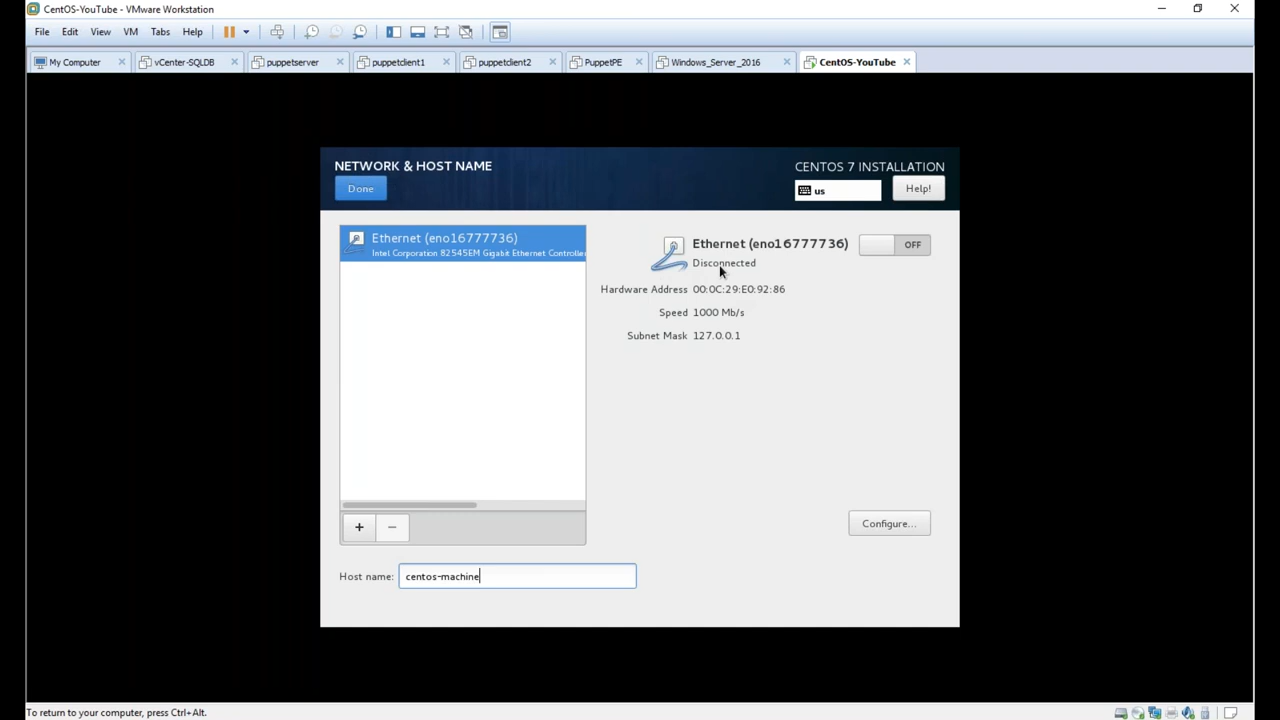 CentOS-YouTube - VMware Workstation
File Edit View VM Tabs Help
My Computer vCenter-SQLDB puppetserver puppetclient1 puppetclient2 PuppetPE Windows_Server_2016 CentOS-YouTube
NETWORK & HOST NAME
CENTOS 7 INSTALLATION
Done
us
Help!
Ethernet (eno16777736)
Intel Corporation 82545EM Gigabit Ethernet Controlle
Ethernet (eno16777736)
OFF
Disconnected
Hardware Address 00:0C:29:E0:92:86
Speed 1000 Mb/s
Subnet Mask 127.0.0.1
+ −
Configure...
Host name: centos-machine
To return to your computer, press Ctrl+Alt.